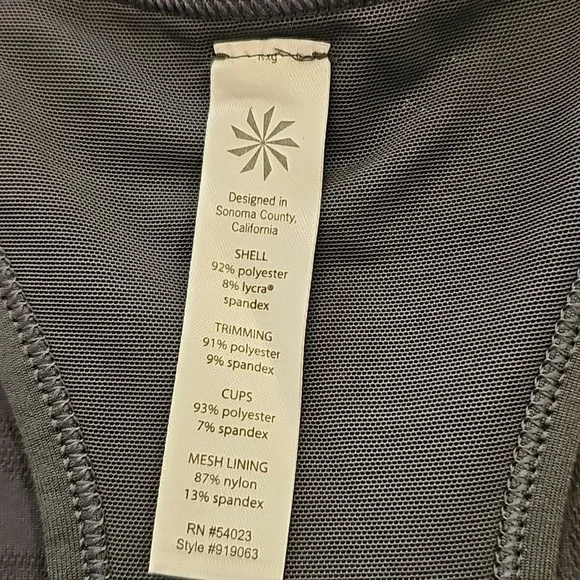 Designed in
Sonoma County,
California
SHELL
92% polyester
8% lycra®
spandex
TRIMMING
91% polyester
9% spandex
CUPS
93% polyester
7% spandex
MESH LINING
87% nylon
13% spandex
RN #54023
Style #919063